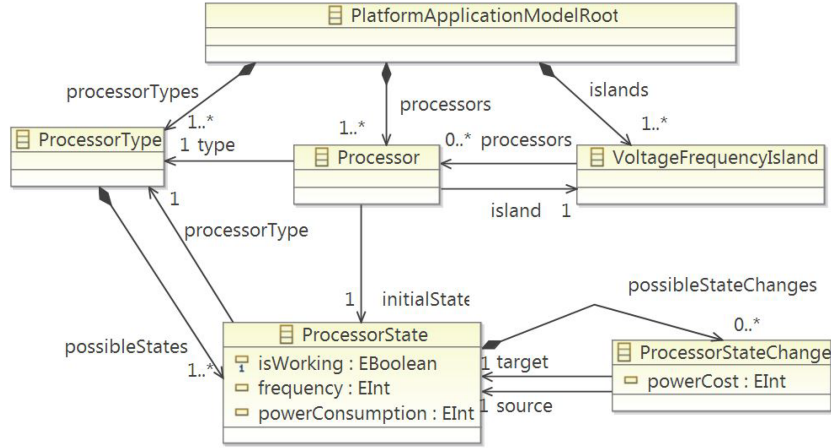 PlatformApplicationModelRoot
processorTypes
processors
islands
1..*
1..*
1..*
ProcessorType
1 type
Processor
0..* processors
VoltageFrequencyIsland
island 1
1
processorType
1 initialState
possibleStates
1..*
ProcessorState
isWorking : EBoolean
frequency : EInt
powerConsumption : EInt
possibleStateChanges
0..*
1 target
1 source
ProcessorStateChange
powerCost : EInt